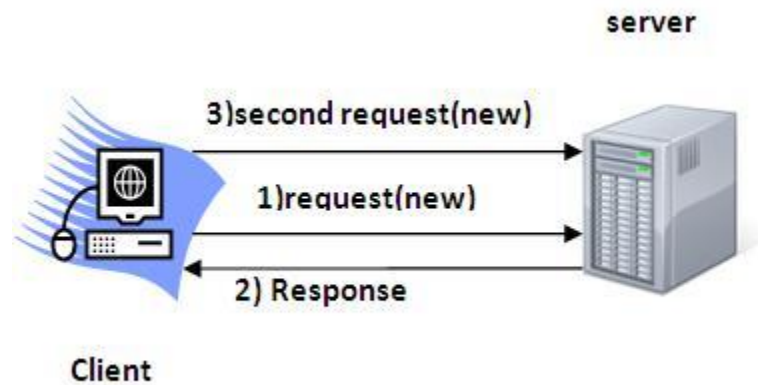 server
3)second request(new)
1)request(new)
2) Response
Client